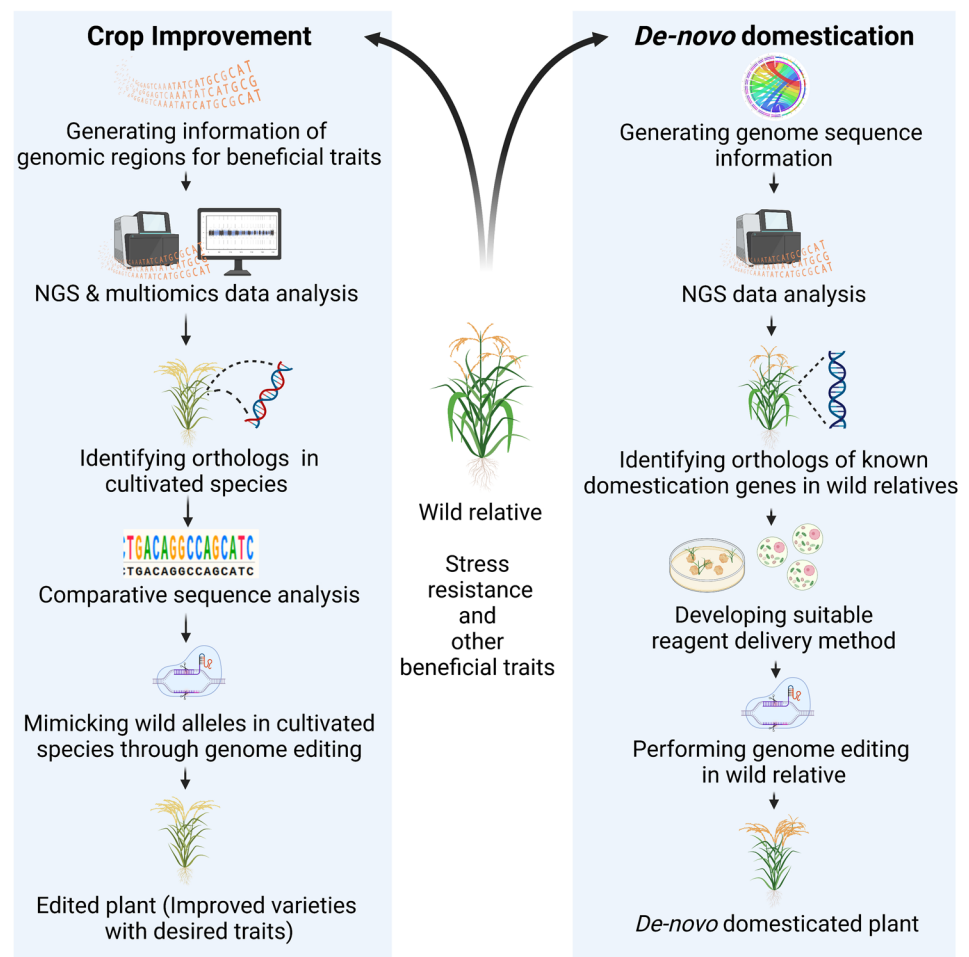 Crop Improvement
Generating information of
genomic regions for beneficial traits
NGS & multiomics data analysis
Identifying orthologs in
cultivated species
TGACAGGCCAGCATC
:TGACAGGCCAGCATC
Comparative sequence analysis
Mimicking wild alleles in cultivated
species through genome editing
Edited plant (Improved varieties
with desired traits)
Wild relative
Stress
resistance
and
other
beneficial traits
De-novo domestication
Generating genome sequence
information
NGS data analysis
Identifying orthologs of known
domestication genes in wild relatives
Developing suitable
reagent delivery method
Performing genome editing
in wild relative
De-novo domesticated plant